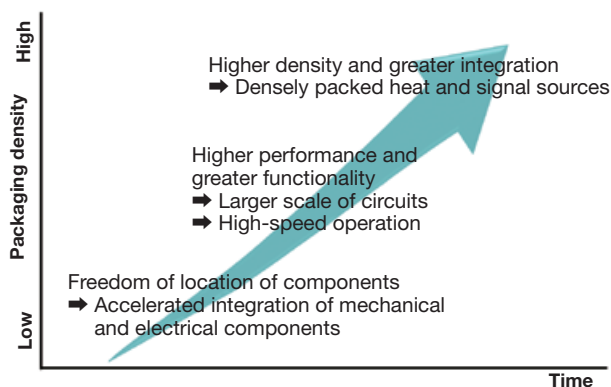 High
Packaging density
Low
Higher density and greater integration
➡ Densely packed heat and signal sources
Higher performance and
greater functionality
➡ Larger scale of circuits
➡ High-speed operation
Freedom of location of components
➡ Accelerated integration of mechanical
and electrical components
Time